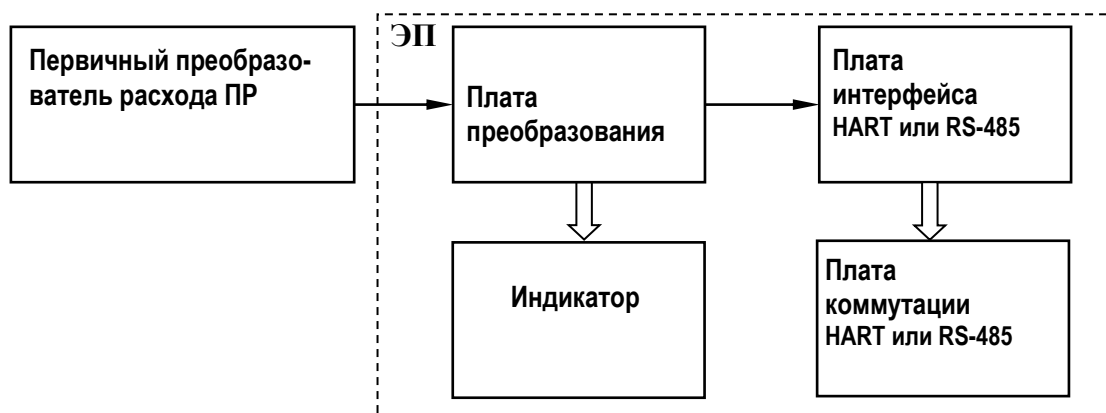 ЭП
Первичный преобразо-
ватель расхода ПР
Плата
преобразования
Плата
интерфейса
HART или RS-485
Индикатор
Плата
коммутации
HART или RS-485